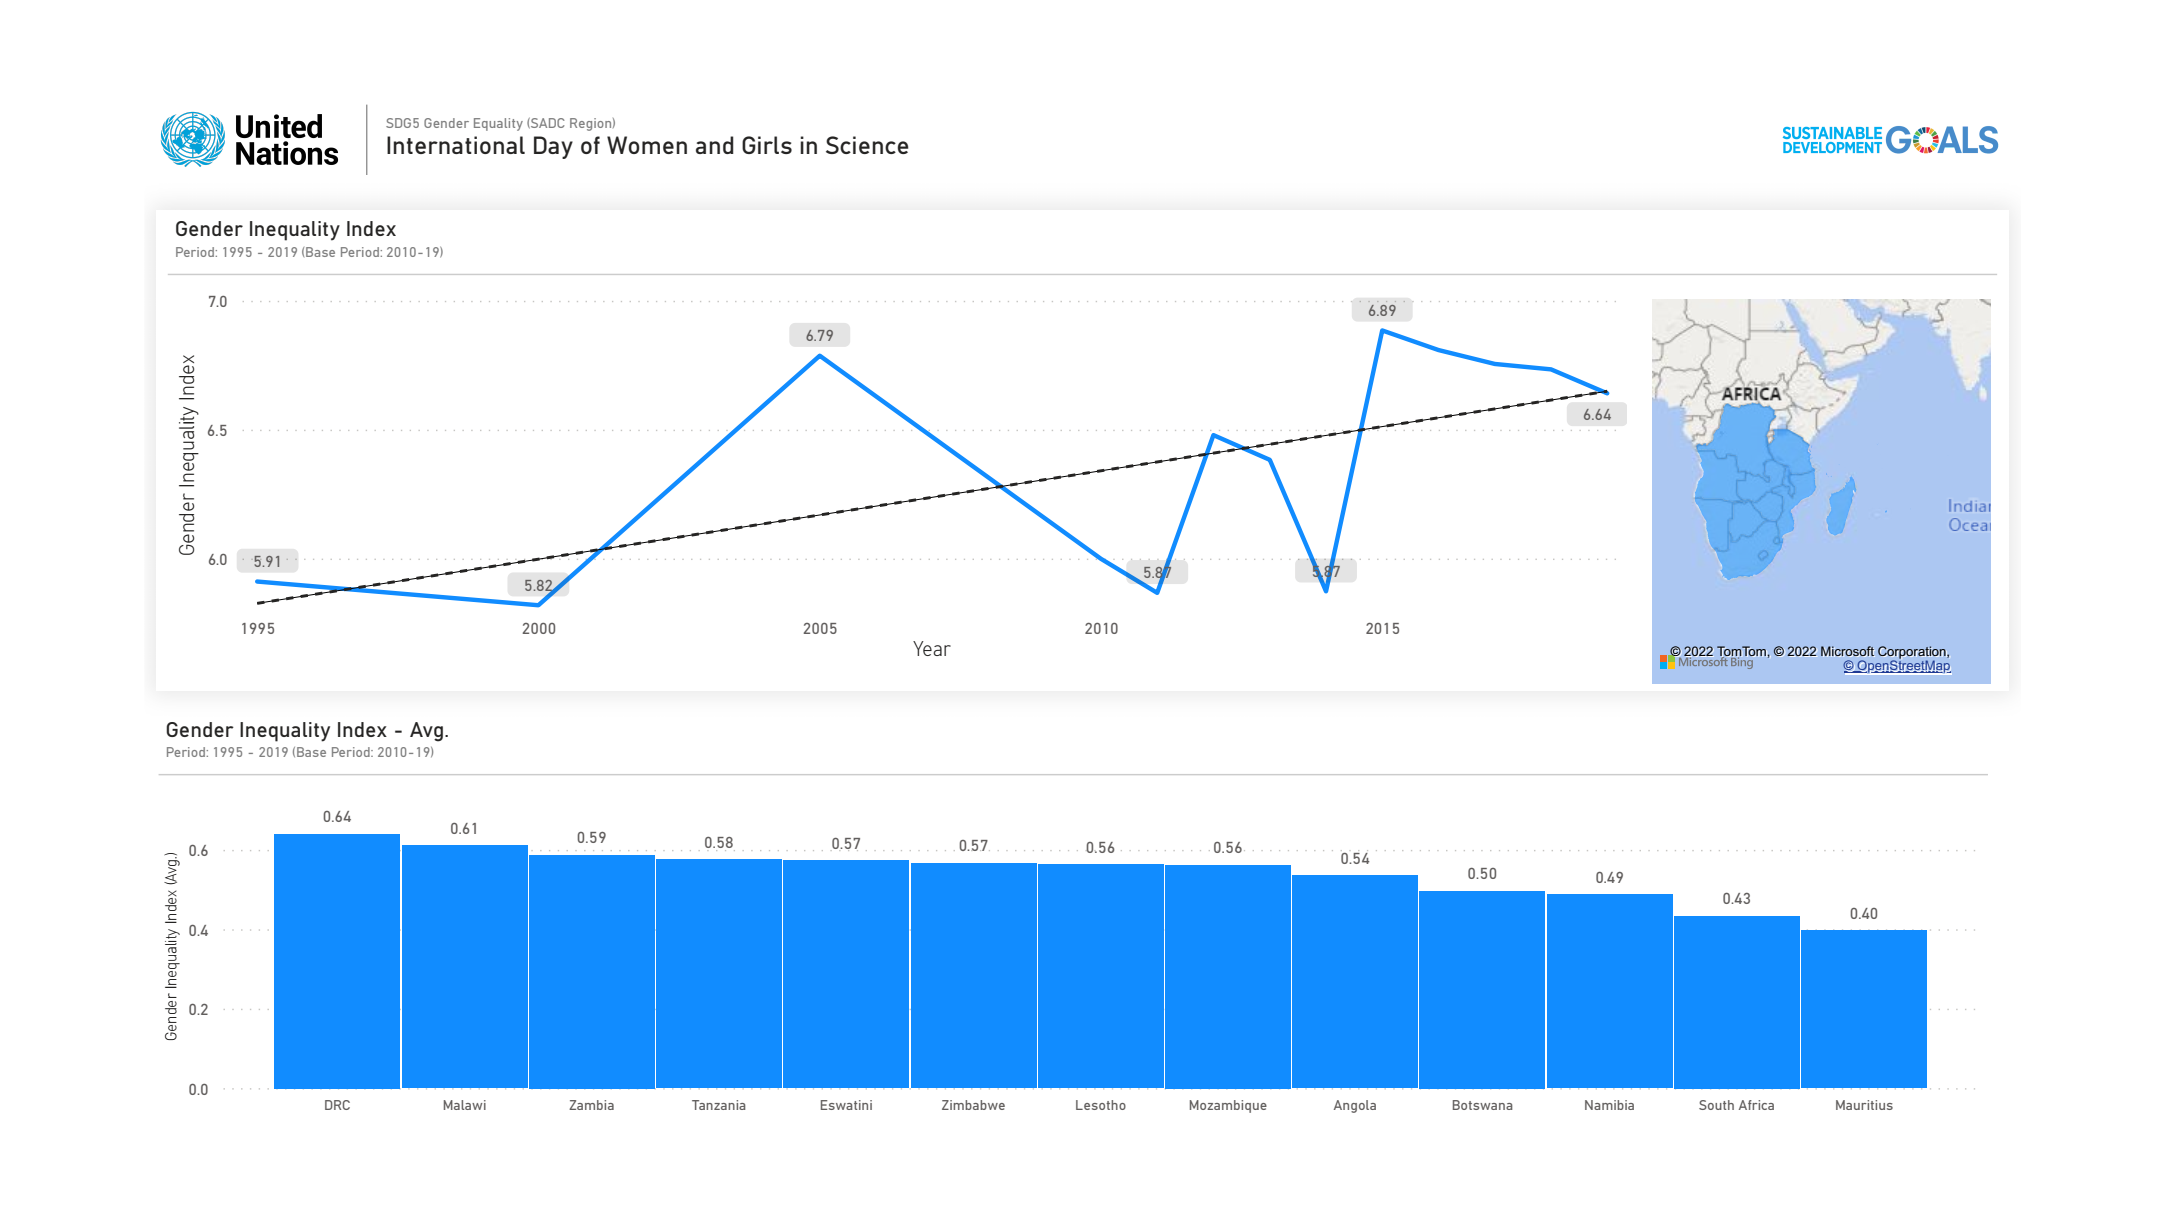 United
Nations
SDG5 Gender Equality (SADC Region)
International Day of Women and Girls in Science
SUSTAINABLE
DEVELOPMENT
GOALS
Gender Inequality Index
Period: 1995 - 2019 (Base Period: 2010-19)
Gender Inequality Index
7.0
6.5
6.0
5.91
5.82
6.79
5.87
5.87
6.89
6.64
1995
2000
2005
2010
2015
Year
AFRICA
Indian
Ocean
© 2022 TomTom, © 2022 Microsoft Corporation,
Microsoft Bing
© OpenStreetMap
Gender Inequality Index - Avg.
Period: 1995 - 2019 (Base Period: 2010-19)
Gender Inequality Index (Avg.)
0.6
0.4
0.2
0.0
0.64
0.61
0.59
0.58
0.57
0.57
0.56
0.56
0.54
0.50
0.49
0.43
0.40
DRC
Malawi
Zambia
Tanzania
Eswatini
Zimbabwe
Lesotho
Mozambique
Angola
Botswana
Namibia
South Africa
Mauritius